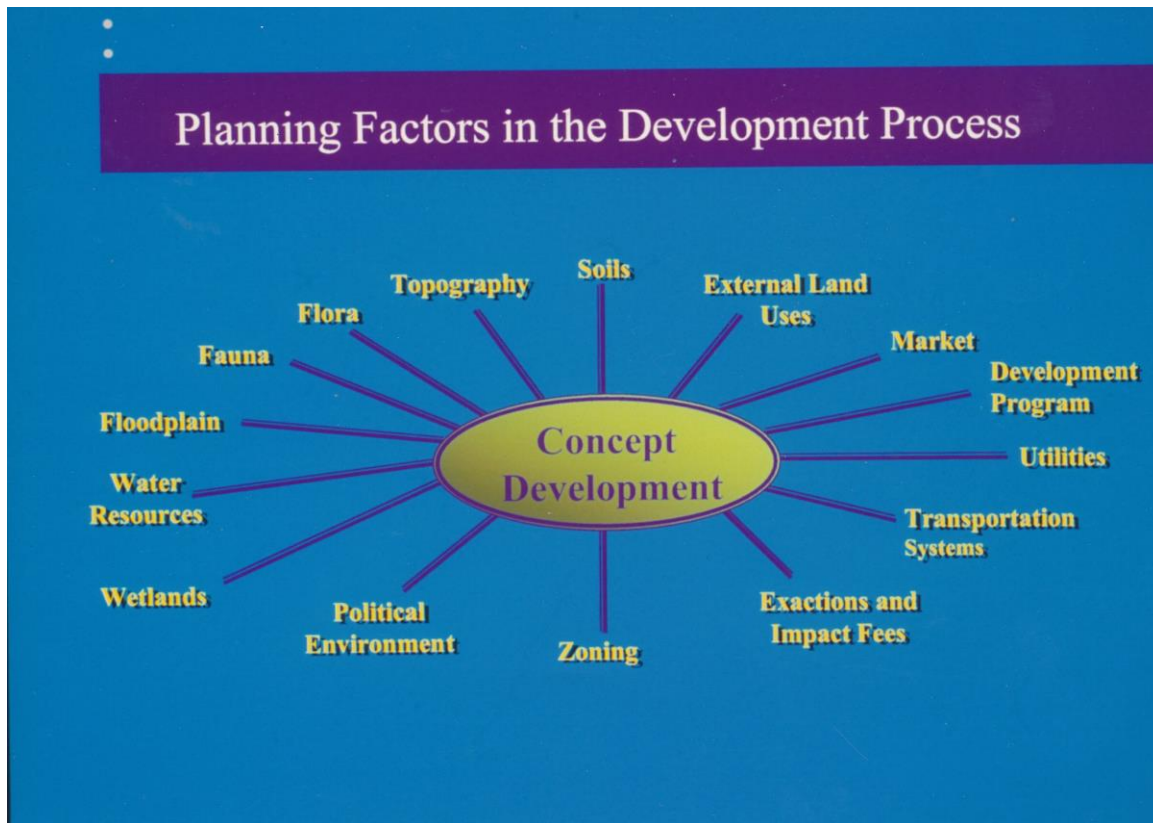 Planning Factors in the Development Process
Soils
Topography
External Land
Uses
Flora
Market
Fauna
Development
Program
Floodplain
Concept
Development
Utilities
Water
Resources
Transportation
Systems
Wetlands
Political
Environment
Zoning
Exactions and
Impact Fees